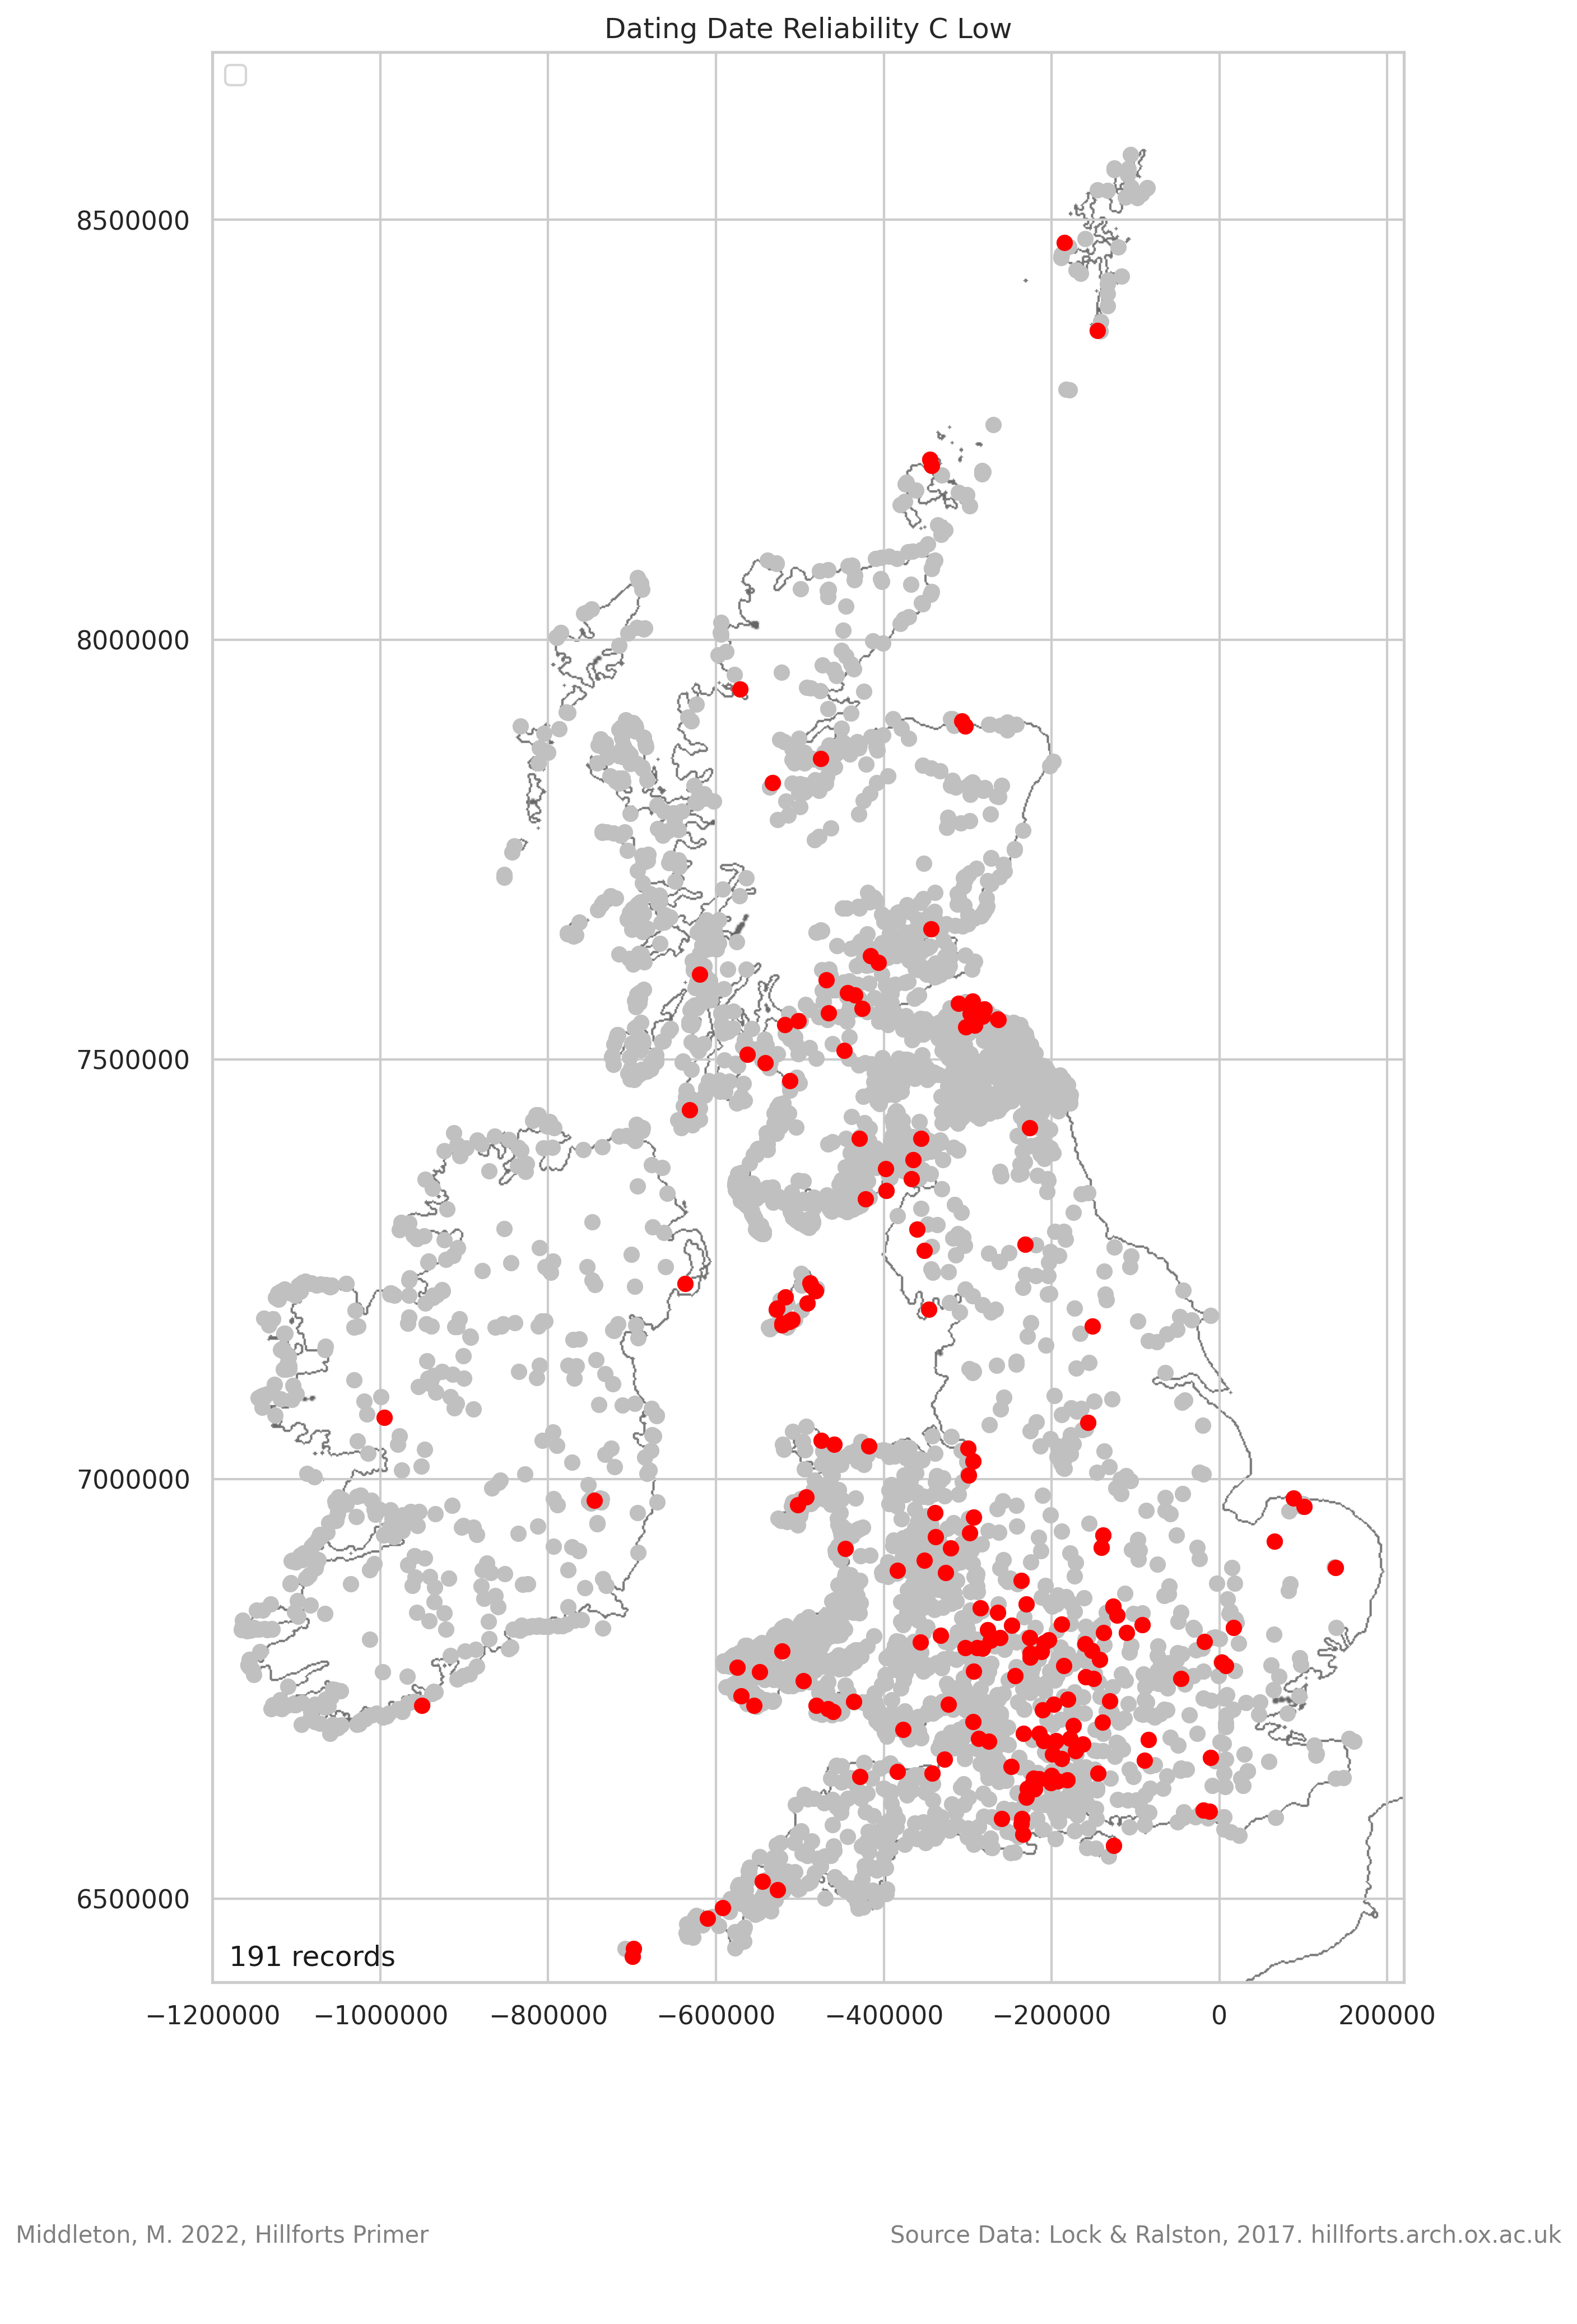 Dating Date Reliability C Low
8500000
8000000
7500000
7000000
6500000
191 records
−1200000 −1000000 −800000 −600000 −400000 −200000 0 200000
Middleton, M. 2022, Hillforts Primer
Source Data: Lock & Ralston, 2017. hillforts.arch.ox.ac.uk